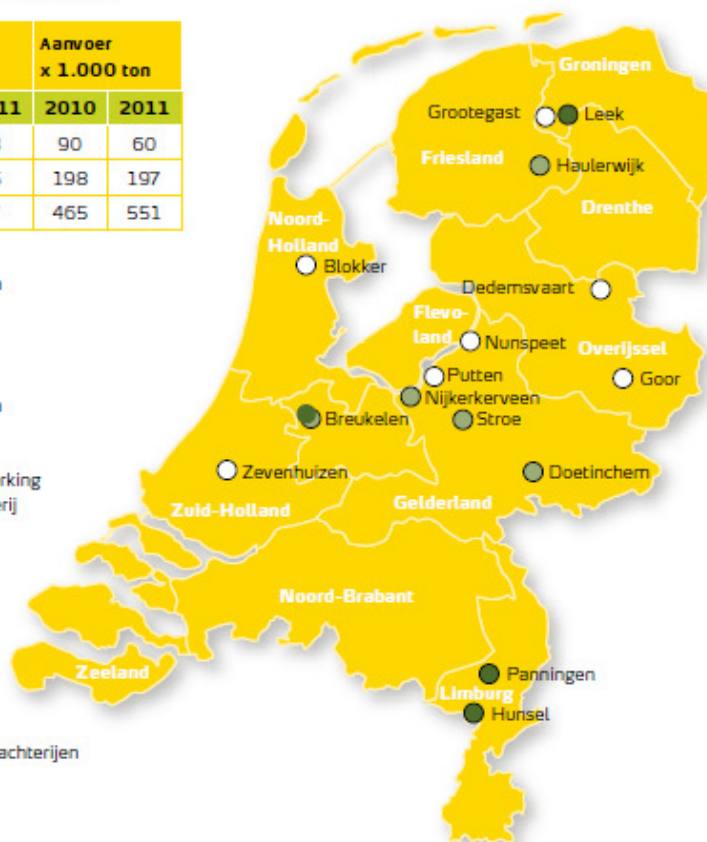 Aanvoer
x 1.000 ton
11 2010 2011
90 60
198 197
465 551
rking
erij
achterijen
Groningen
Grootegast
Leek
Friesland
Haulerwijk
Drenthe
Noord-
Holland
Blokker
Dedemsvaart
Flevo-
land
Nunspeet
Overijssel
Putten
Goor
Nijkerkerveen
Breukelen
Stroe
Zevenhuizen
Doetinchem
Zuid-Holland
Gelderland
Noord-Brabant
Zeeland
Panningen
Limburg
Hunsel